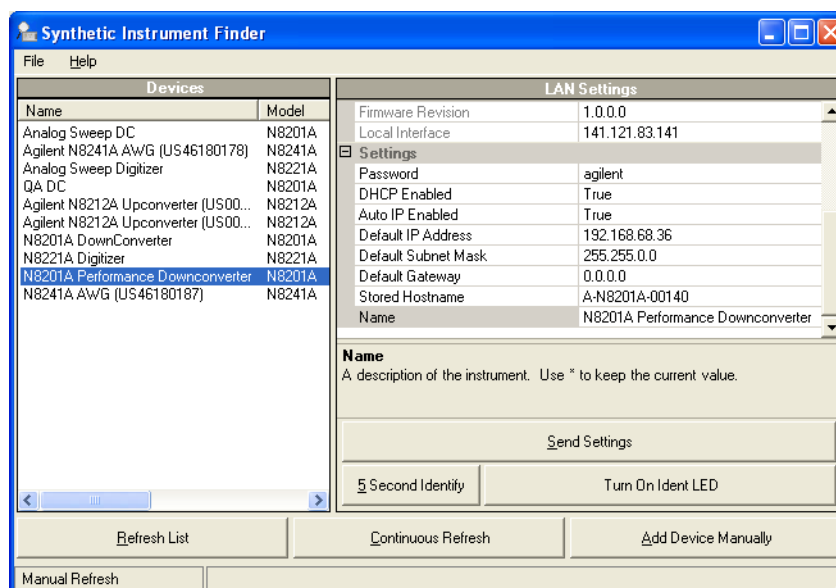 Synthetic Instrument Finder
File Help
Devices
Name Model
Analog Sweep DC N8201A
Agilent N8241A AWG (US46180178) N8241A
Analog Sweep Digitizer N8221A
QA DC N8201A
Agilent N8212A Upconverter (US00... N8212A
Agilent N8212A Upconverter (US00... N8212A
N8201A DownConverter N8201A
N8221A Digitizer N8221A
N8201A Performance Downconverter N8201A
N8241A AWG (US46180187) N8241A
LAN Settings
Firmware Revision 1.0.0.0
Local Interface 141.121.83.141
Settings
Password agilent
DHCP Enabled True
Auto IP Enabled True
Default IP Address 192.168.68.36
Default Subnet Mask 255.255.0.0
Default Gateway 0.0.0.0
Stored Hostname A-N8201A-00140
Name N8201A Performance Downconverter
Name
A description of the instrument. Use * to keep the current value.
Send Settings
5 Second Identify Turn On Ident LED
Refresh List Continuous Refresh Add Device Manually
Manual Refresh